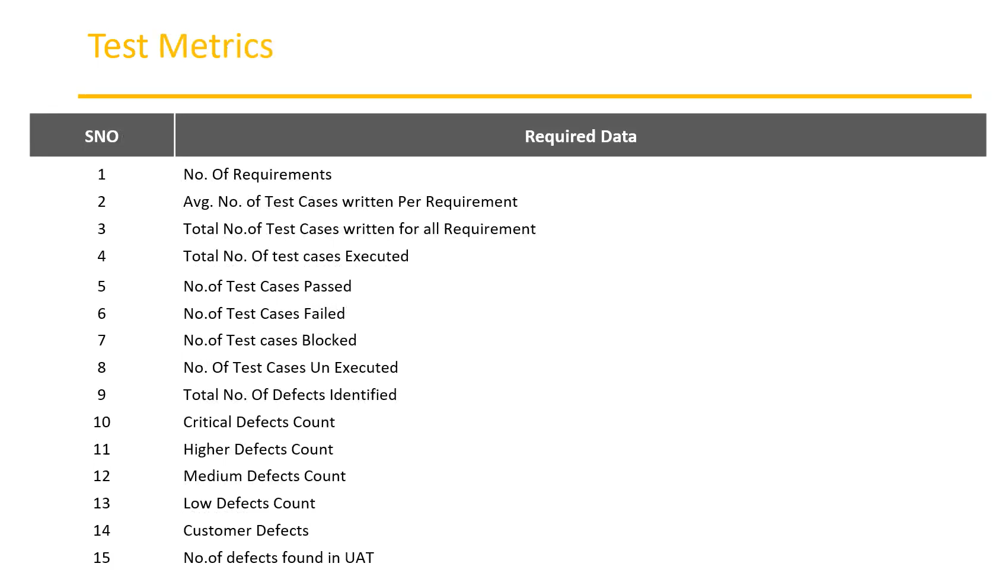 Test Metrics
SNO Required Data
1 No. Of Requirements
2 Avg. No. of Test Cases written Per Requirement
3 Total No.of Test Cases written for all Requirement
4 Total No. Of test cases Executed
5 No.of Test Cases Passed
6 No.of Test Cases Failed
7 No.of Test cases Blocked
8 No. Of Test Cases Un Executed
9 Total No. Of Defects Identified
10 Critical Defects Count
11 Higher Defects Count
12 Medium Defects Count
13 Low Defects Count
14 Customer Defects
15 No.of defects found in UAT